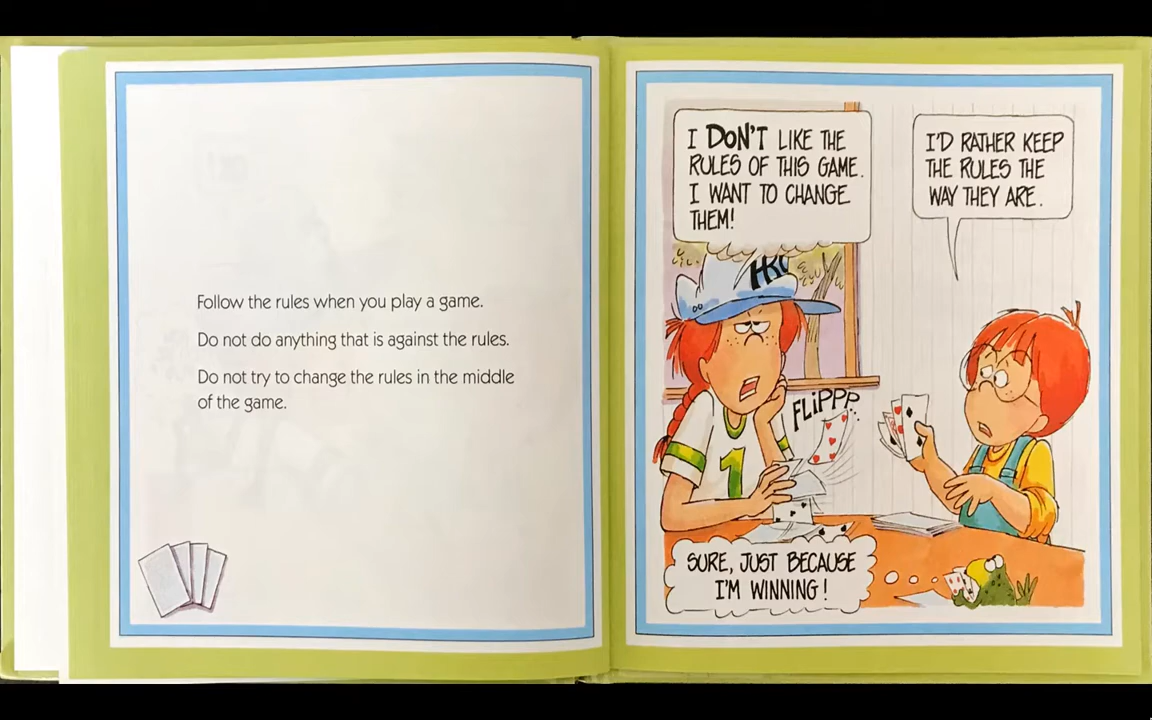 Follow the rules when you play a game.
Do not do anything that is against the rules.
Do not try to change the rules in the middle
of the game.
I DON'T LIKE THE
RULES OF THIS GAME.
I WANT TO CHANGE
THEM!
I'D RATHER KEEP
THE RULES THE
WAY THEY ARE.
FLIPPP
1
SURE, JUST BECAUSE
I'M WINNING!